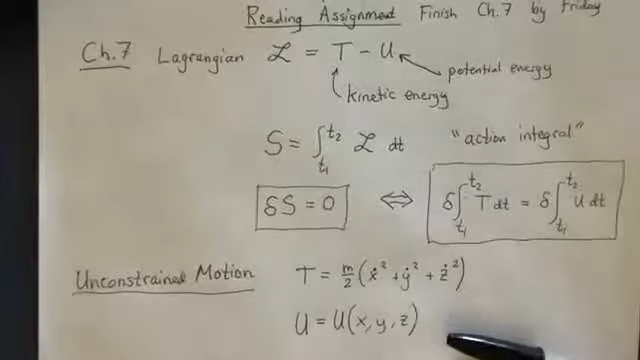 Reading Assignment Finish Ch.7 by Friday
Ch.7 Lagrangian ℒ = T − U
potential energy
kinetic energy
S = ∫_{t₁}^{t₂} ℒ dt "action integral"
δS = 0 ⇔ δ∫_{t₁}^{t₂} T dt = δ∫_{t₁}^{t₂} U dt
Unconstrained Motion T = m/2 (ẋ² + ẏ² + ż²)
U = U(x, y, z)